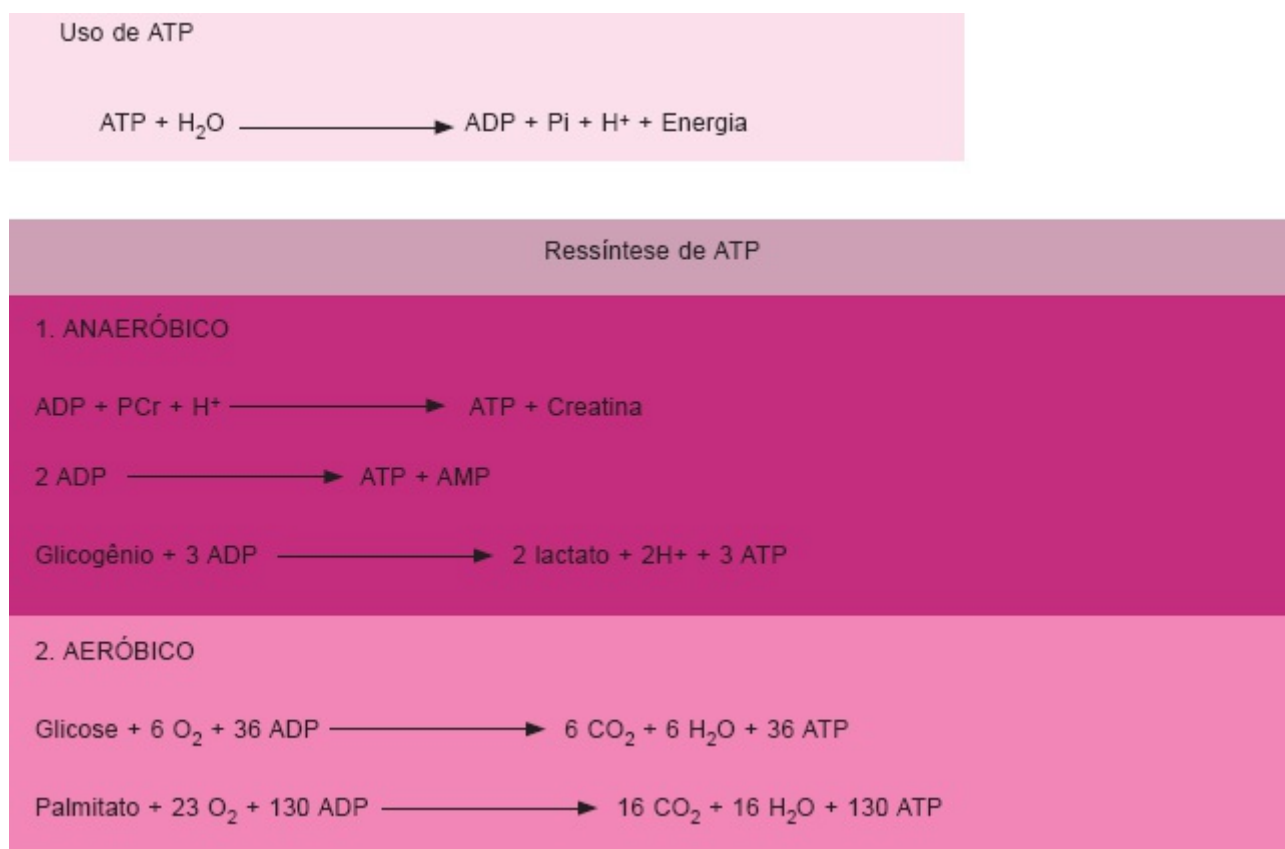 Uso de ATP
ATP + H₂O ⟶ ADP + Pi + H⁺ + Energia
Ressíntese de ATP
1. ANAERÓBICO
ADP + PCr + H⁺ ⟶ ATP + Creatina
2 ADP ⟶ ATP + AMP
Glicogênio + 3 ADP ⟶ 2 lactato + 2H+ + 3 ATP
2. AERÓBICO
Glicose + 6 O₂ + 36 ADP ⟶ 6 CO₂ + 6 H₂O + 36 ATP
Palmitato + 23 O₂ + 130 ADP ⟶ 16 CO₂ + 16 H₂O + 130 ATP